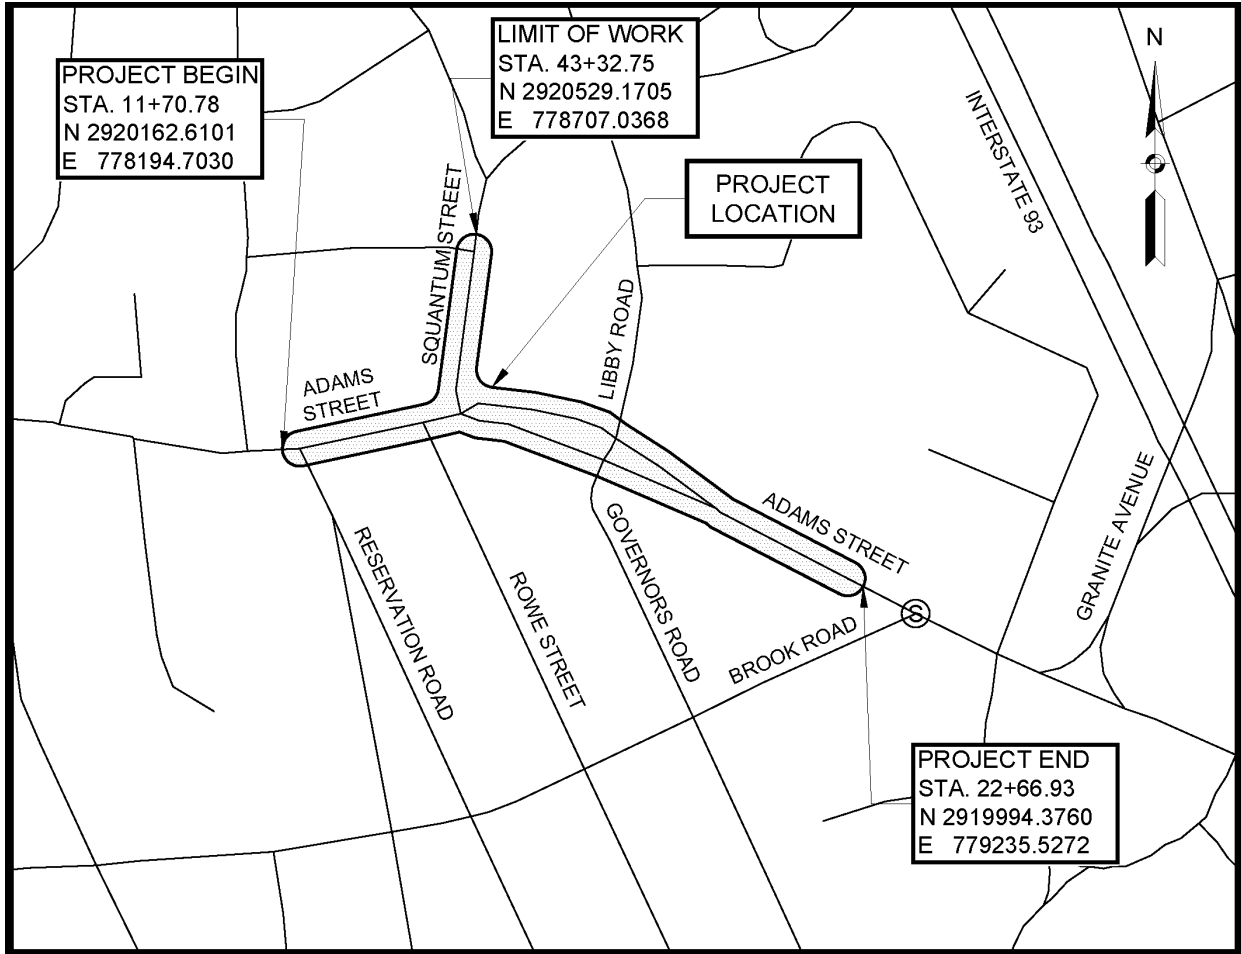 LIMIT OF WORK
STA. 43+32.75
N 2920529.1705
E 778707.0368
PROJECT BEGIN
STA. 11+70.78
N 2920162.6101
E 778194.7030
N
INTERSTATE 93
PROJECT
LOCATION
SQUANTUM STREET
LIBBY ROAD
ADAMS
STREET
ADAMS STREET
GRANITE AVENUE
RESERVATION ROAD
ROWE STREET
GOVERNORS ROAD
BROOK ROAD
S
PROJECT END
STA. 22+66.93
N 2919994.3760
E 779235.5272